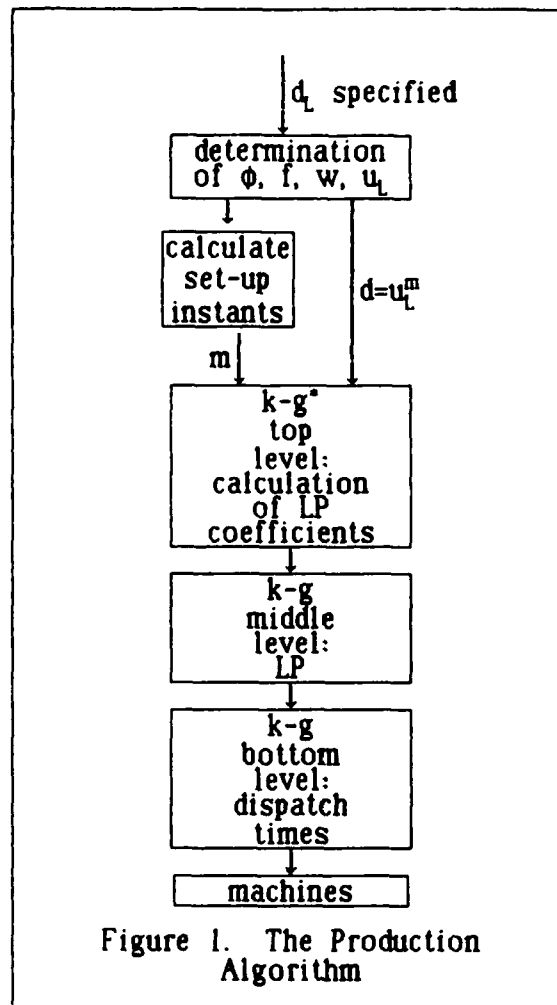 d_L specified
determination
of ϕ, f, w, u_L
calculate
set-up
instants
d=u_L^m
m
k-g*
top
level:
calculation
of LP
coefficients
k-g
middle
level:
LP
k-g
bottom
level:
dispatch
times
machines
Figure 1. The Production
Algorithm